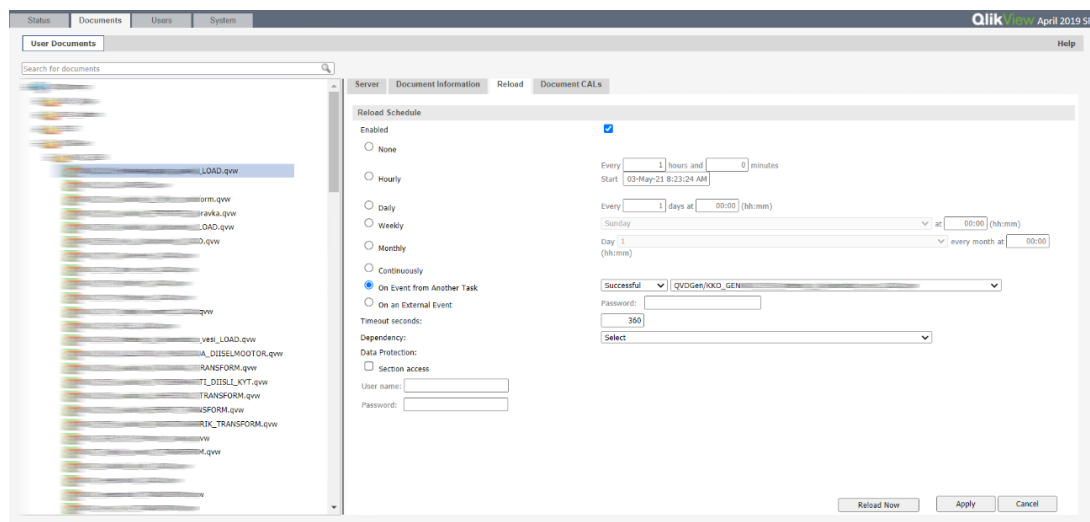 Status Documents Users System
QlikView April 2019 S
User Documents
Help
Search for documents
Server Document Information Reload Document CALs
Reload Schedule
Enabled
None
Every 1 hours and 0 minutes
Hourly
Start 03-May-21 8:23:24 AM
Daily
Every 1 days at 00:00 (hh:mm)
Weekly
Sunday at 00:00 (hh:mm)
Monthly
Day 1 every month at 00:00
(hh:mm)
Continuously
On Event from Another Task
Successful QVDGen/KKO_GEN
On an External Event
Password:
Timeout seconds: 360
Dependency: Select
Data Protection:
Section access
User name:
Password:
_LOAD.qvw
orm.qvw
ravka.qvw
LOAD.qvw
O.qvw
qvw
_vesi_LOAD.qvw
A_DIISELMOOTOR.qvw
RANSFORM.qvw
TI_DIISLI_KYT.qvw
TRANSFORM.qvw
NSFORM.qvw
RIK_TRANSFORM.qvw
vw
M.qvw
Reload Now Apply Cancel